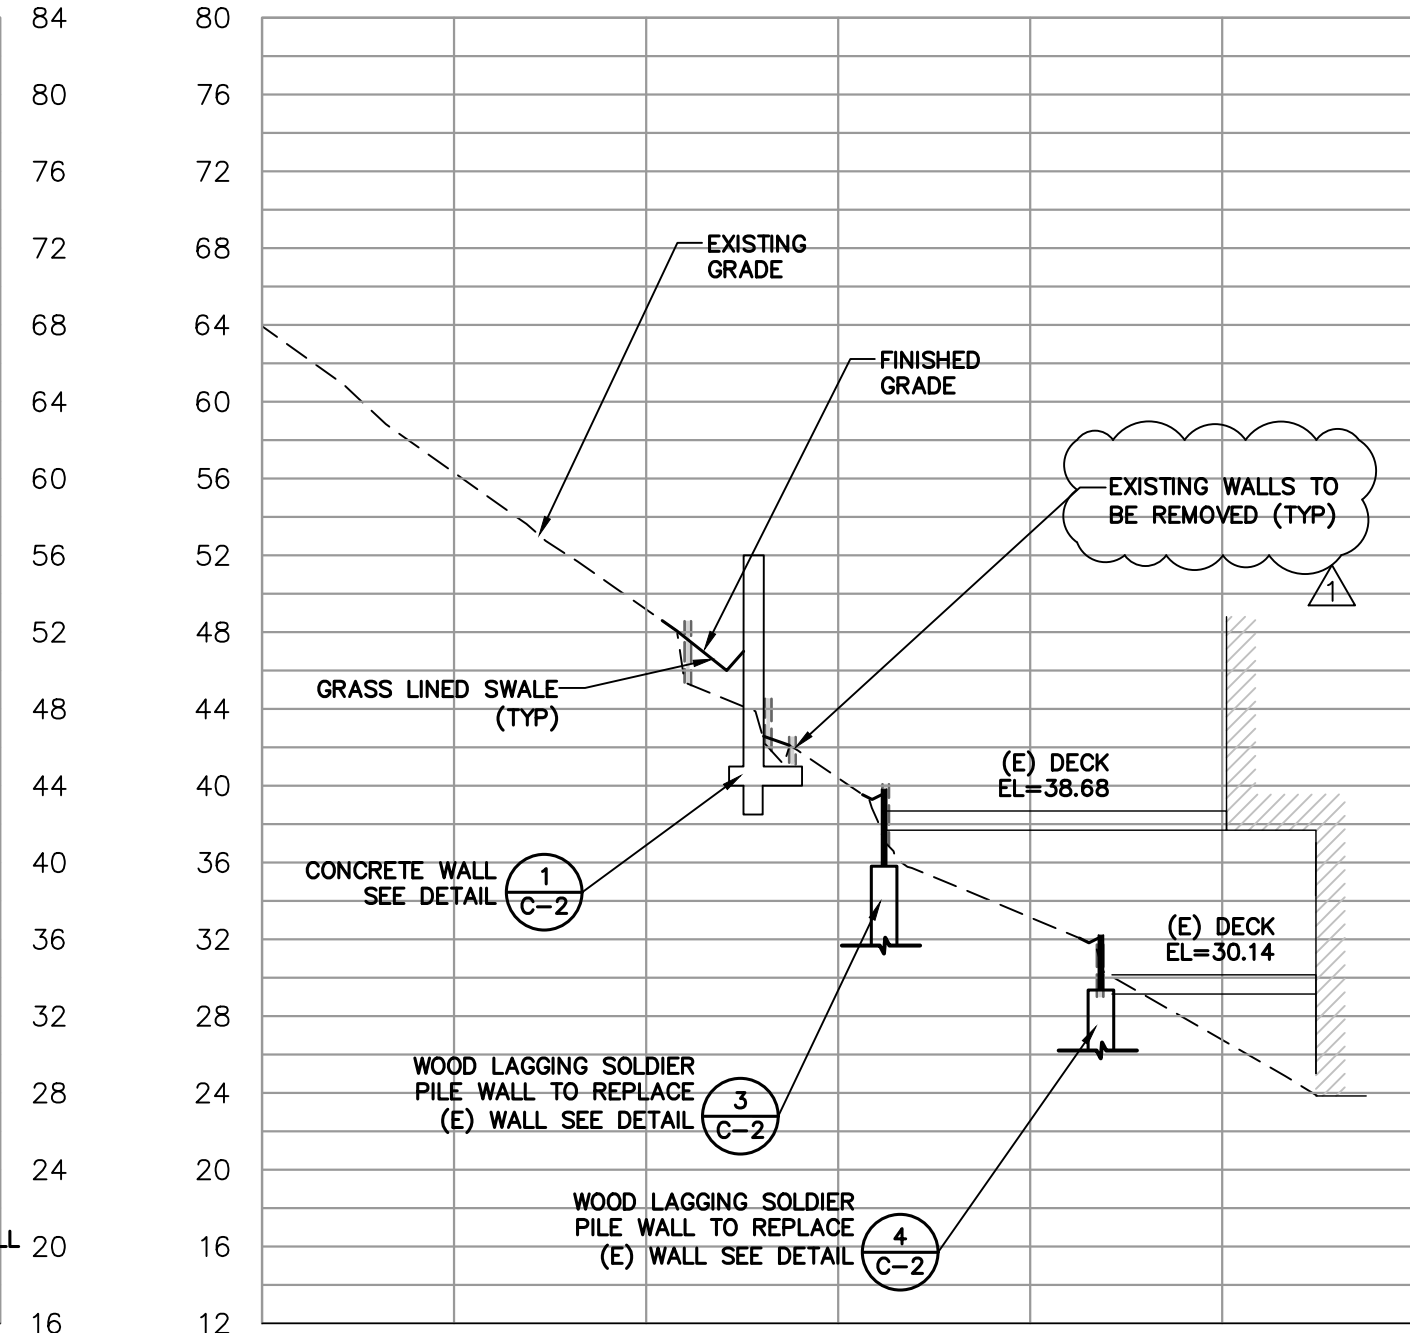 84
80
76
72
68
64
60
56
52
48
44
40
36
32
28
24
20
16
80
76
72
68
64
60
56
52
48
44
40
36
32
28
24
20
16
12
EXISTING
GRADE
FINISHED
GRADE
EXISTING WALLS TO
BE REMOVED (TYP)
1
GRASS LINED SWALE
(TYP)
(E) DECK
EL=38.68
CONCRETE WALL
SEE DETAIL
1
C-2
(E) DECK
EL=30.14
WOOD LAGGING SOLDIER
PILE WALL TO REPLACE
(E) WALL SEE DETAIL
3
C-2
WOOD LAGGING SOLDIER
PILE WALL TO REPLACE
(E) WALL SEE DETAIL
4
C-2